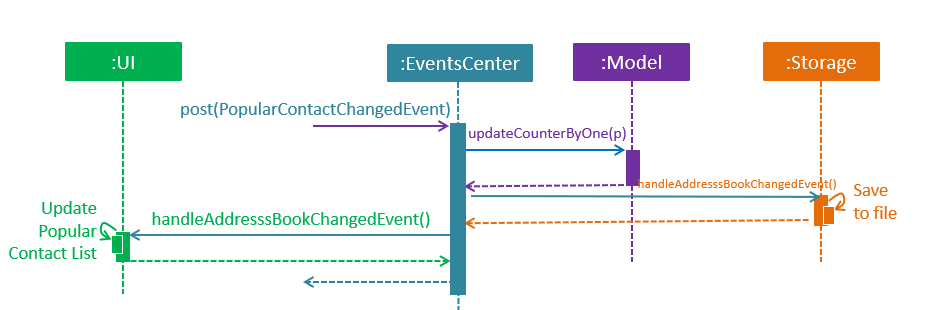 :UI
:EventsCenter
:Model
:Storage
post(PopularContactChangedEvent)
updateCounterByOne(p)
handleAddresssBookChangedEvent()
Save
to file
Update
Popular
Contact List
handleAddresssBookChangedEvent()